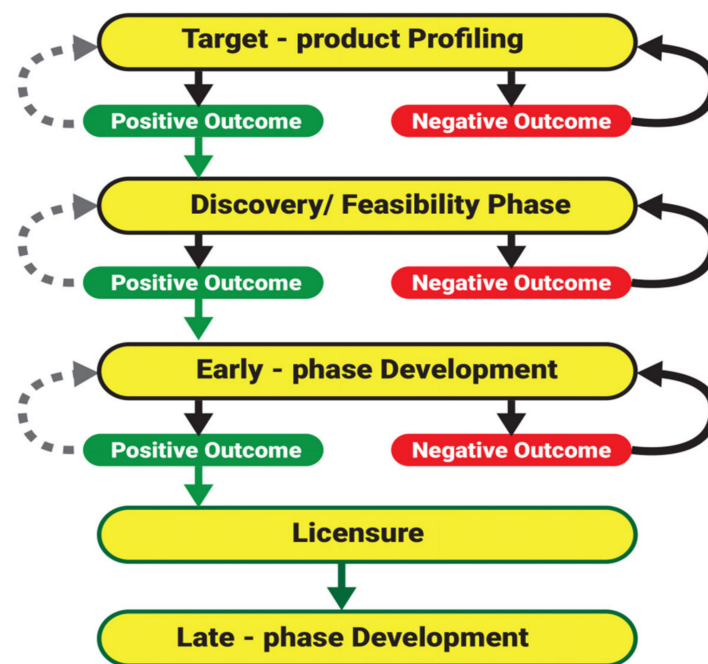 Target - product Profiling
Positive Outcome
Negative Outcome
Discovery/ Feasibility Phase
Positive Outcome
Negative Outcome
Early - phase Development
Positive Outcome
Negative Outcome
Licensure
Late - phase Development